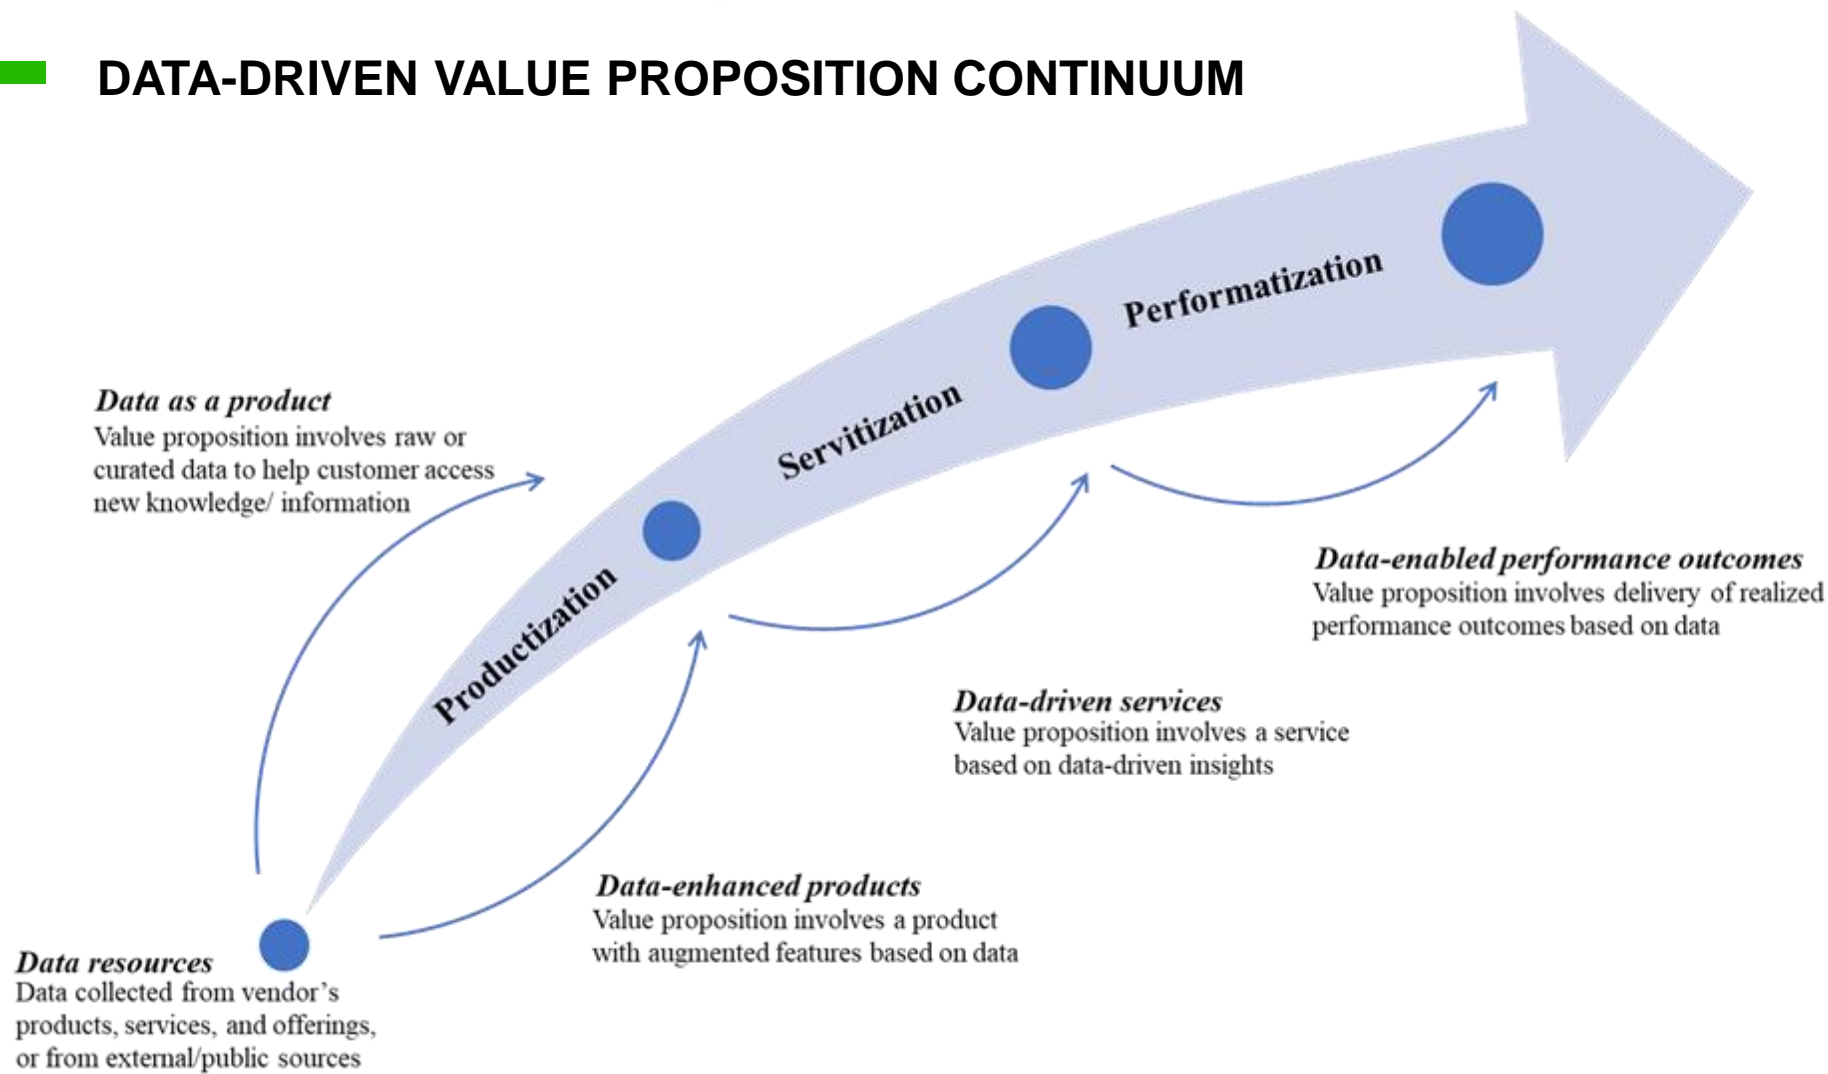 DATA-DRIVEN VALUE PROPOSITION CONTINUUM
Performatization
Servitization
Productization
Data as a product
Value proposition involves raw or
curated data to help customer access
new knowledge/ information
Data-enabled performance outcomes
Value proposition involves delivery of realized
performance outcomes based on data
Data-driven services
Value proposition involves a service
based on data-driven insights
Data-enhanced products
Value proposition involves a product
with augmented features based on data
Data resources
Data collected from vendor's
products, services, and offerings,
or from external/public sources